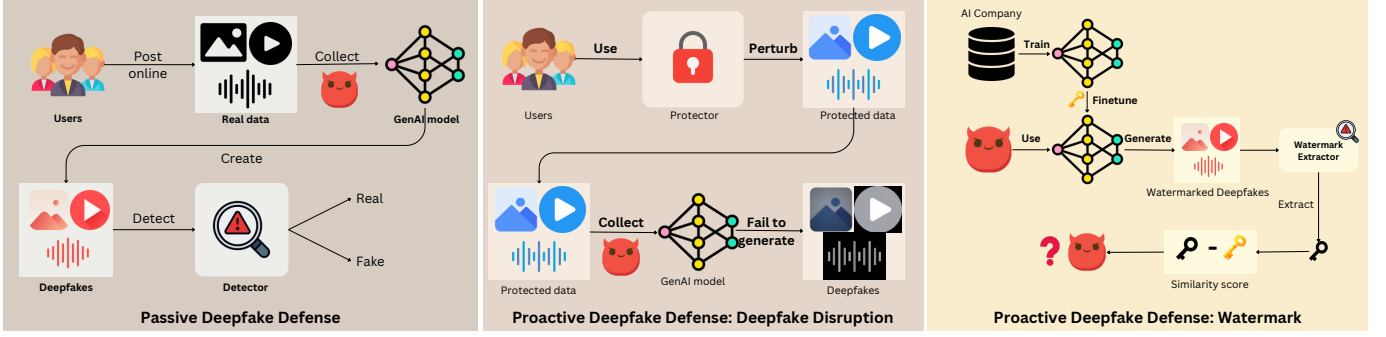 Post
online
Collect
Users
Real data
GenAI model
Create
Detect
Real
Fake
Deepfakes
Detector
Passive Deepfake Defense
Use
Perturb
Users
Protector
Protected data
Collect
Fail to
generate
Protected data
GenAI model
Deepfakes
Proactive Deepfake Defense: Deepfake Disruption
AI Company
Train
Finetune
Use
Generate
Watermark
Extractor
Watermarked Deepfakes
Extract
?
-
Similarity score
Proactive Deepfake Defense: Watermark